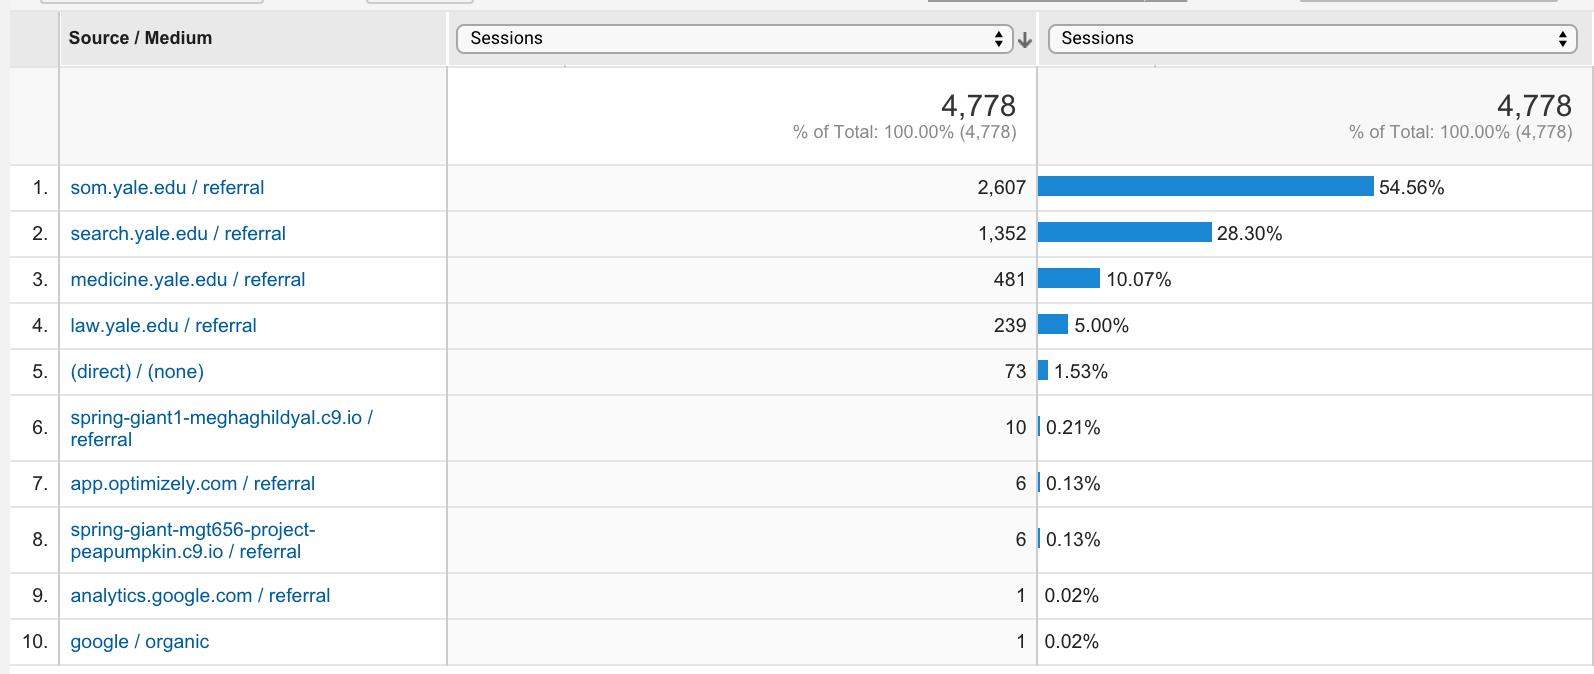 Source / Medium Sessions Sessions
4,778 4,778
% of Total: 100.00% (4,778) % of Total: 100.00% (4,778)
1. som.yale.edu / referral 2,607 54.56%
2. search.yale.edu / referral 1,352 28.30%
3. medicine.yale.edu / referral 481 10.07%
4. law.yale.edu / referral 239 5.00%
5. (direct) / (none) 73 1.53%
6. spring-giant1-meghaghildyal.c9.io /
referral 10 0.21%
7. app.optimizely.com / referral 6 0.13%
8. spring-giant-mgt656-project-
peapumpkin.c9.io / referral 6 0.13%
9. analytics.google.com / referral 1 0.02%
10. google / organic 1 0.02%